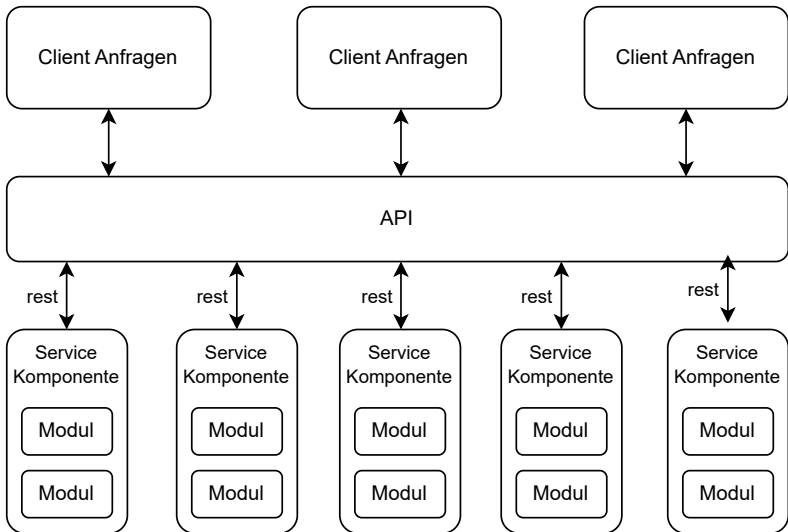 Client Anfragen
Client Anfragen
Client Anfragen
API
rest
rest
rest
rest
rest
Service
Komponente
Modul
Modul
Service
Komponente
Modul
Modul
Service
Komponente
Modul
Modul
Service
Komponente
Modul
Modul
Service
Komponente
Modul
Modul